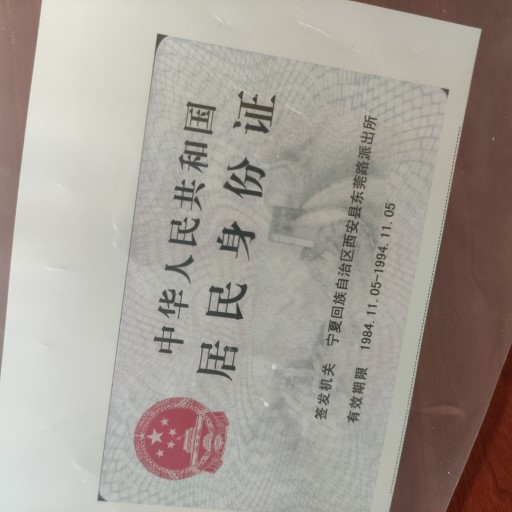 中华人民共和国
居民身份证
签发机关 宁夏回族自治区西安县东莞路派出所
有效期限 1984.11.05-1994.11.05